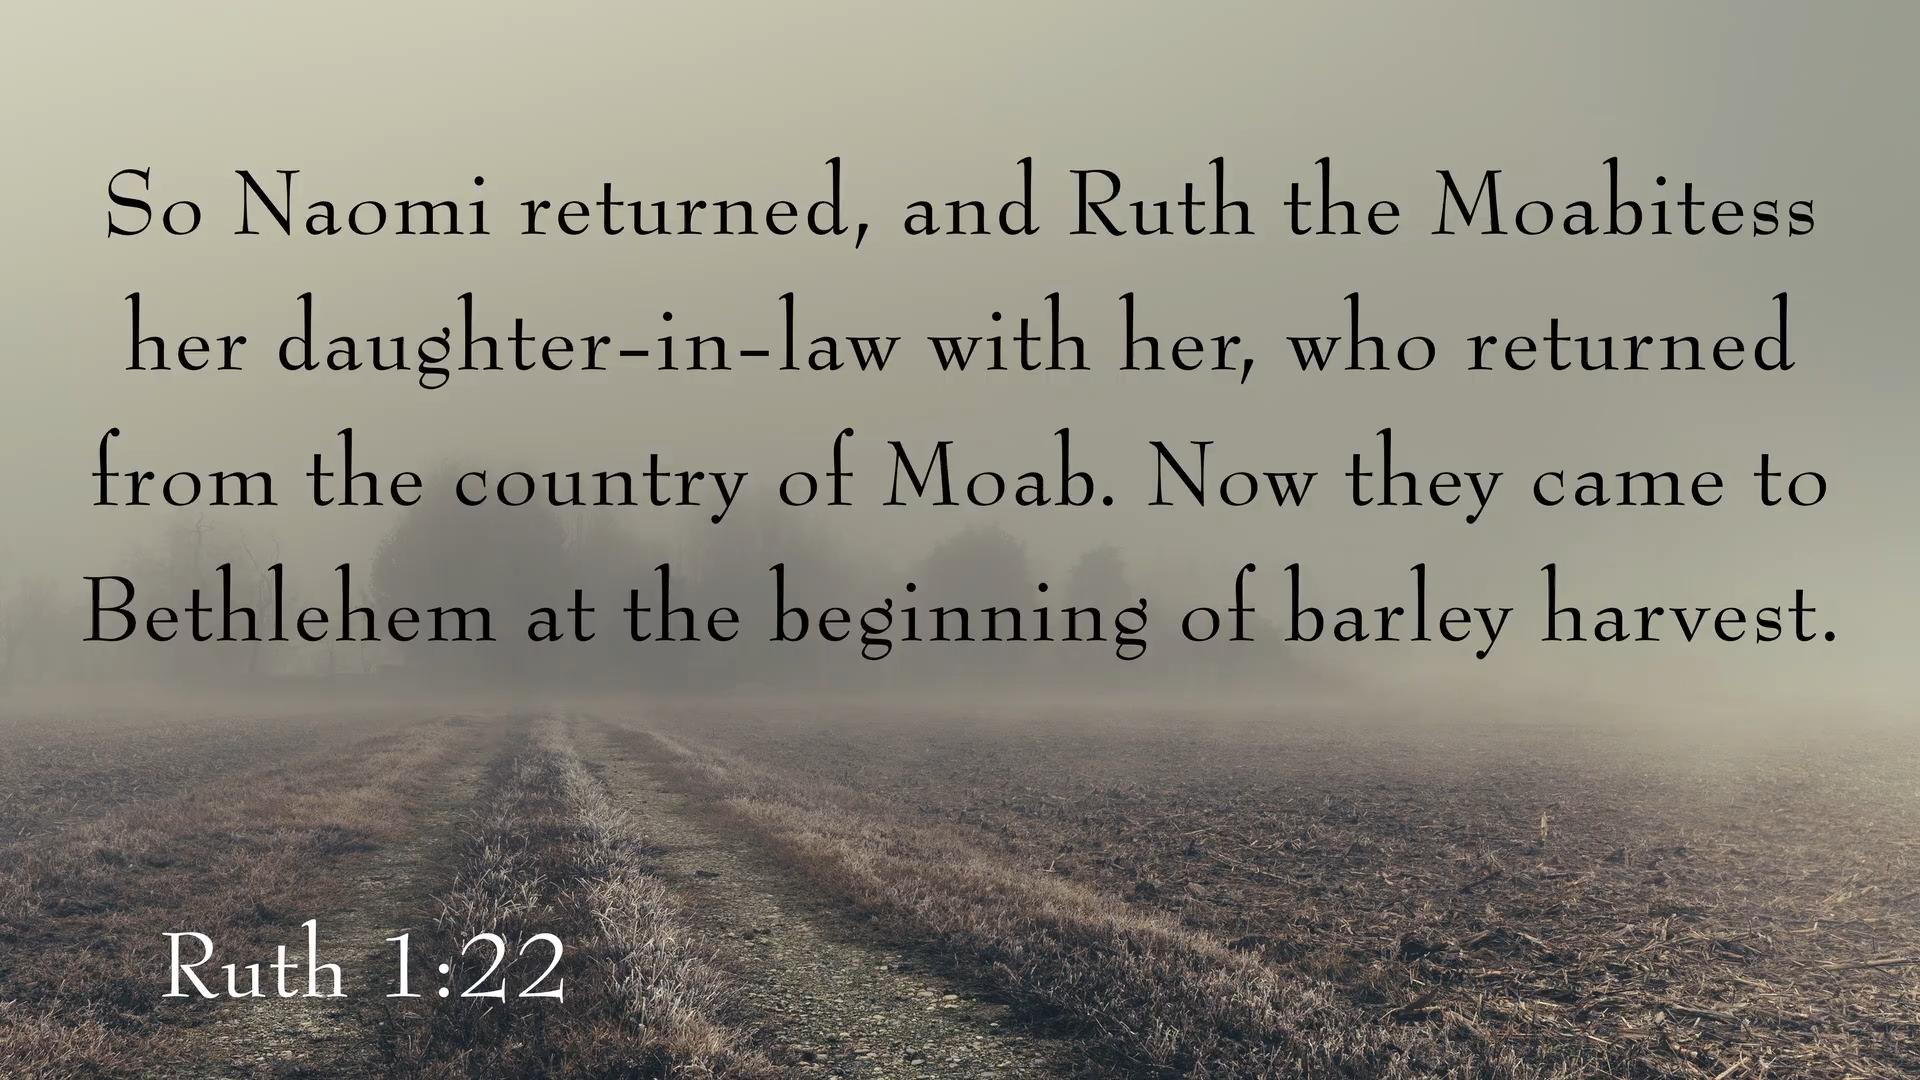 So Naomi returned, and Ruth the Moabitess
her daughter-in-law with her, who returned
from the country of Moab. Now they came to
Bethlehem at the beginning of barley harvest.
Ruth 1:22